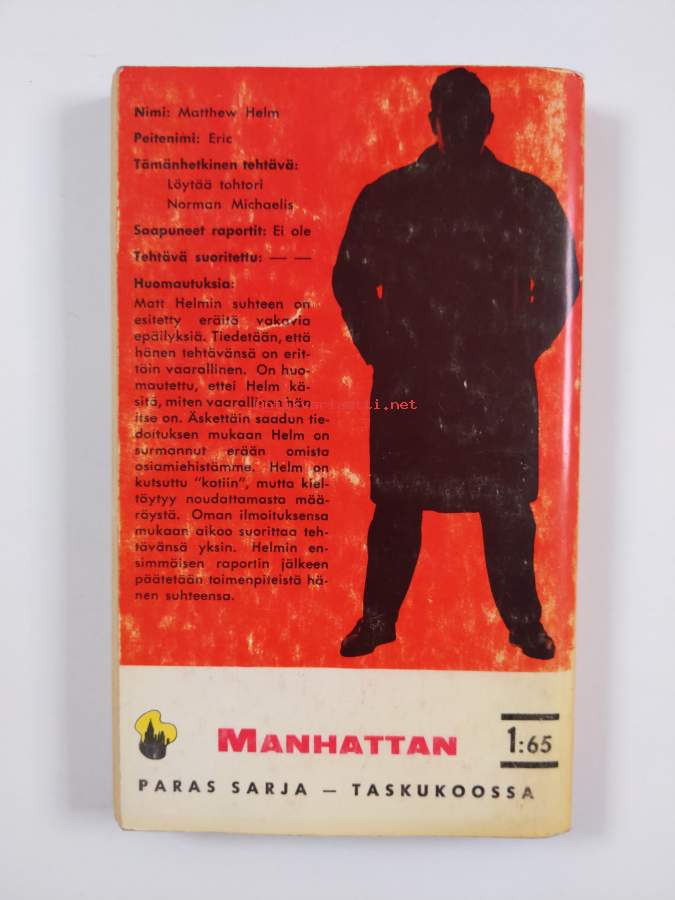 Nimi: Matthew Helm
Peitenimi: Eric
Tämänhetkinen tehtävä:
Löytää tohtori
Norman Michaelis
Saapuneet raportit: Ei ole
Tehtävä suoritettu: — —
Huomautuksia:
Matt Helmin suhteen on
esitetty eräitä vakavia
epäilyksiä. Tiedetään, että
hänen tehtävänsä on erit-
täin vaarallinen. On huo-
mautettu, ettei Helm kä-
sitä, miten vaarallinen hän
itse on. Äskettäin saadun tie-
doituksen mukaan Helm on
surmannut erään omista
asiamiehistämme. Helm on
kutsuttu "kotiin", mutta kiel-
täytyy noudattamasta mää-
räystä. Oman ilmoituksensa
mukaan aikoo suorittaa teh-
tävänsä yksin. Helmin en-
simmäisen raportin jälkeen
päätetään toimenpiteistä hä-
nen suhteensa.
MANHATTAN
1:65
PARAS SARJA — TASKUKOOSSA